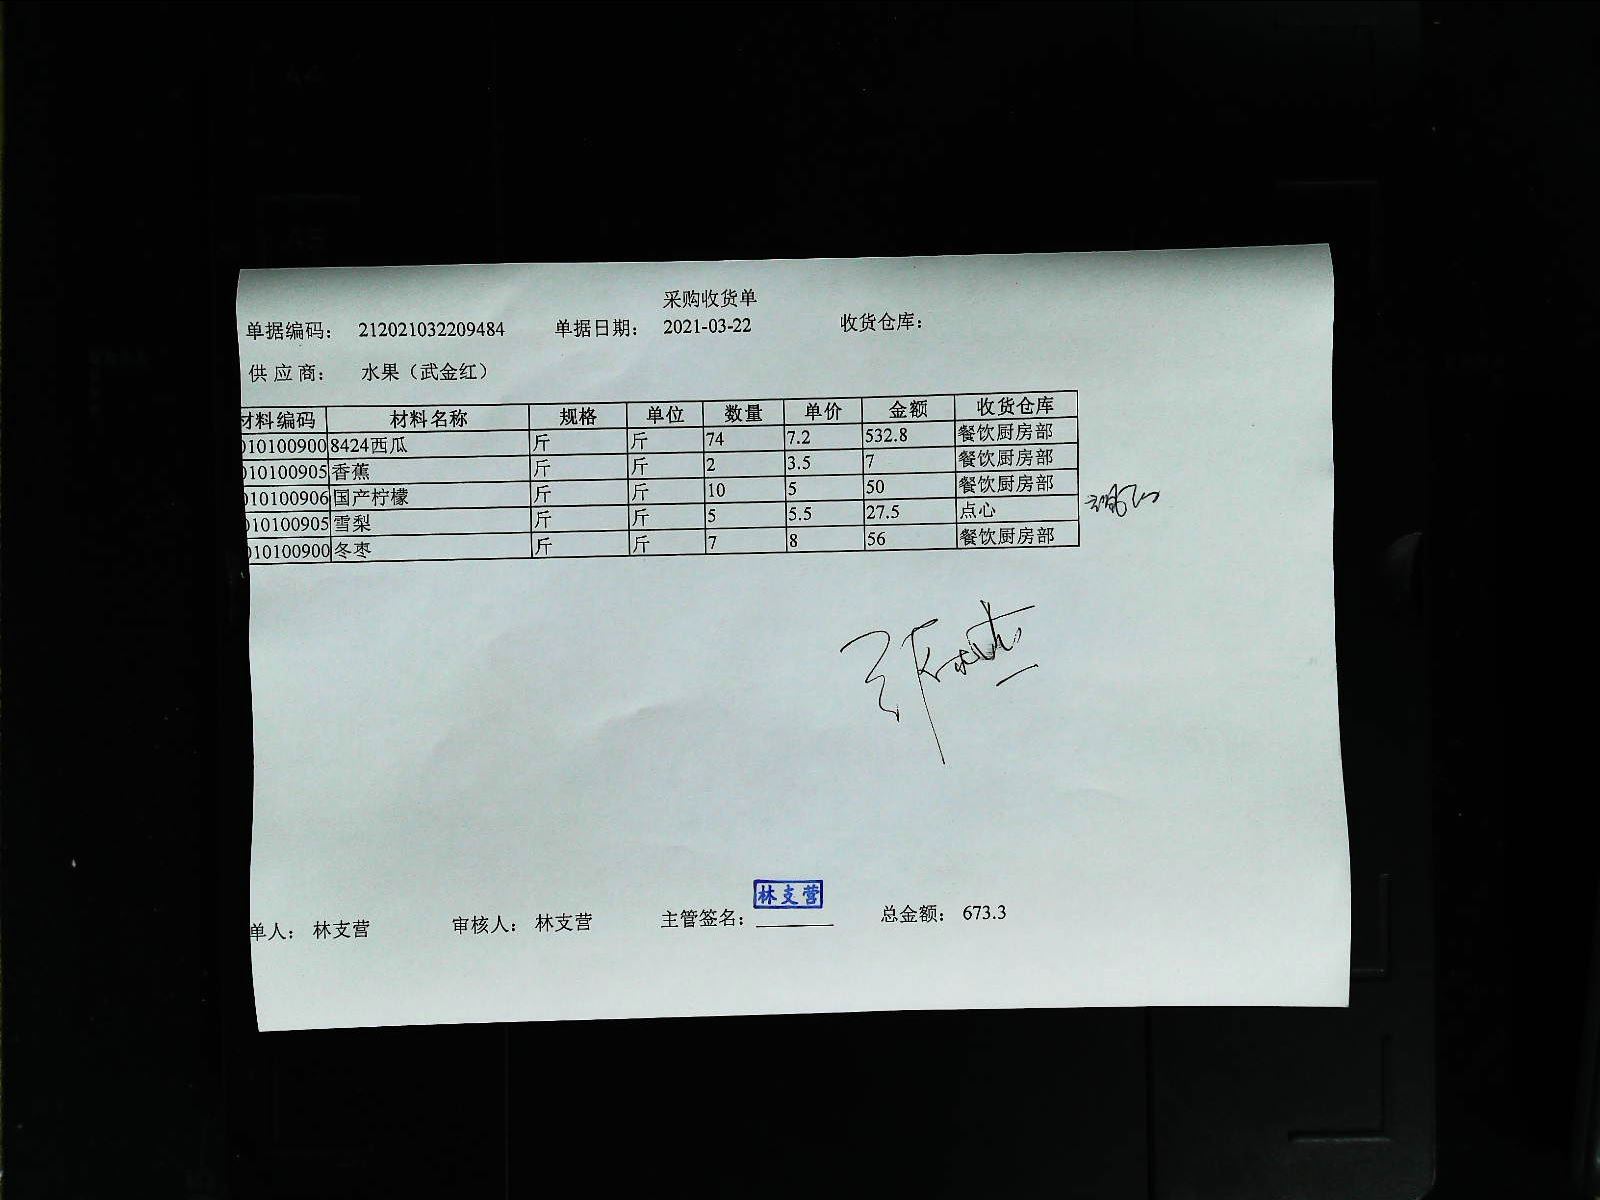 采购收货单
单据编码： 212021032209484 单据日期： 2021-03-22 收货仓库：
供应商： 水果（武金红）
材料编码 材料名称 规格 单位 数量 单价 金额 收货仓库
010100900 8424西瓜 斤 斤 74 7.2 532.8 餐饮厨房部
010100905 香蕉 斤 斤 2 3.5 7 餐饮厨房部
010100906 国产柠檬 斤 斤 10 5 50 餐饮厨房部
010100905 雪梨 斤 斤 5 5.5 27.5 点心
010100900 冬枣 斤 斤 7 8 56 餐饮厨房部
林支营
单人： 林支营 审核人： 林支营 主管签名： 总金额： 673.3